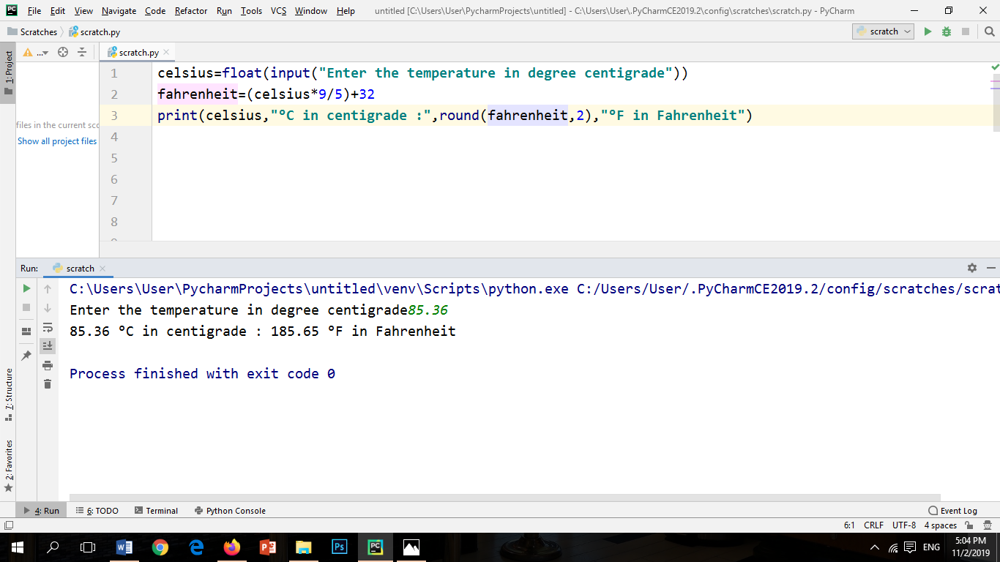 PC File Edit View Navigate Code Refactor Run Tools VCS Window Help untitled [C:\Users\User\PycharmProjects\untitled] - C:\Users\User\.PyCharmCE2019.2\config\scratches\scratch.py - PyCharm
Scratches scratch.py scratch
1: Project
...
scratch.py
1 celsius=float(input("Enter the temperature in degree centigrade"))
2 fahrenheit=(celsius*9/5)+32
3 print(celsius,"°C in centigrade :",round(fahrenheit,2),"°F in Fahrenheit")
4
5
6
7
8
files in the current sco
Show all project files
Run: scratch
C:\Users\User\PycharmProjects\untitled\venv\Scripts\python.exe C:/Users/User/.PyCharmCE2019.2/config/scratches/scrat
Enter the temperature in degree centigrade85.36
85.36 °C in centigrade : 185.65 °F in Fahrenheit
Process finished with exit code 0
7: Structure
2: Favorites
4: Run 6: TODO Terminal Python Console Event Log
6:1 CRLF UTF-8 4 spaces
Ps PC ENG 5:04 PM
11/2/2019